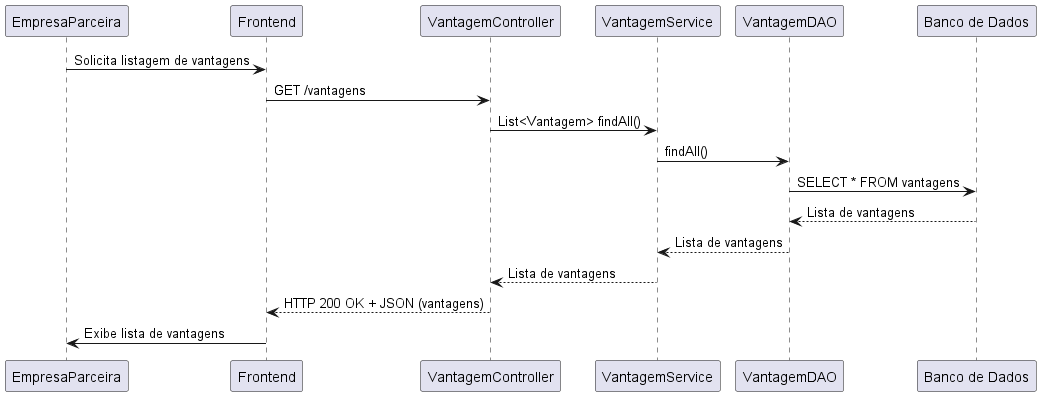 EmpresaParceira Frontend VantagemController VantagemService VantagemDAO Banco de Dados
Solicita listagem de vantagens
GET /vantagens
List<Vantagem> findAll()
findAll()
SELECT * FROM vantagens
Lista de vantagens
Lista de vantagens
Lista de vantagens
HTTP 200 OK + JSON (vantagens)
Exibe lista de vantagens
EmpresaParceira Frontend VantagemController VantagemService VantagemDAO Banco de Dados